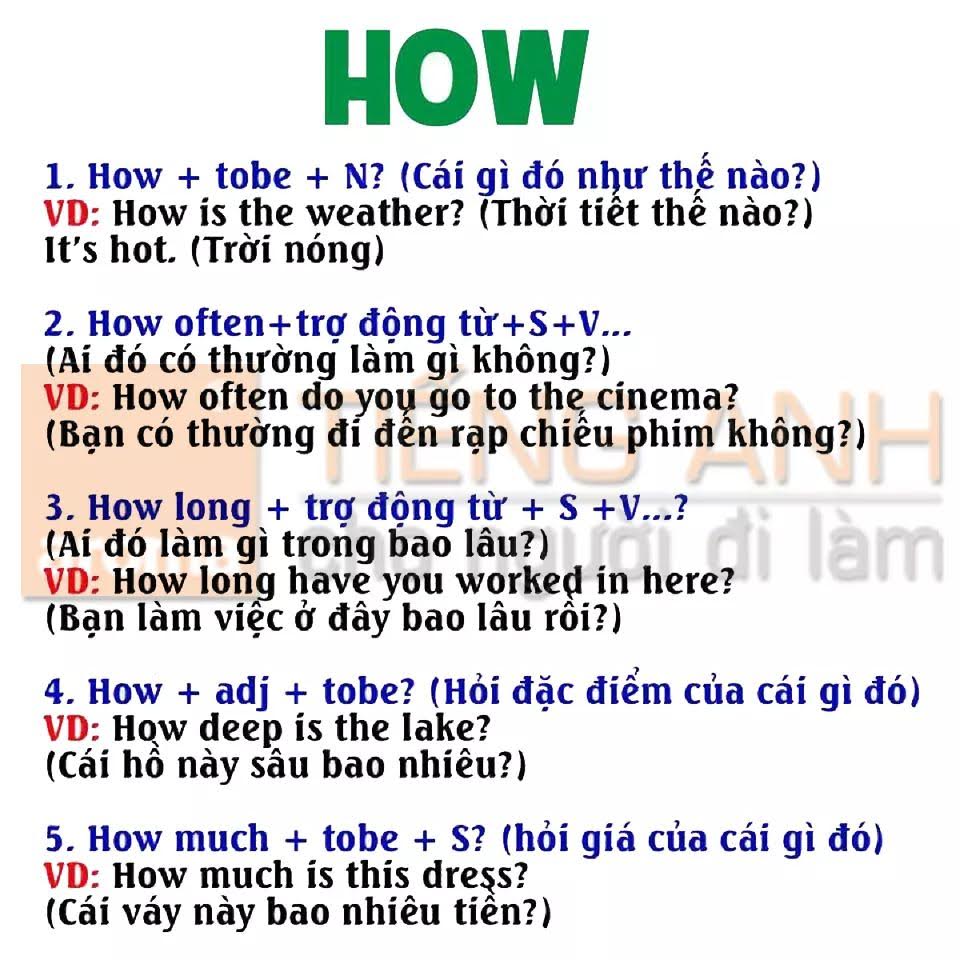 HOW
1. How + tobe + N? (Cái gì đó như thế nào?)
VD: How is the weather? (Thời tiết thế nào?)
It's hot. (Trời nóng)
2. How often+trợ động từ+S+V...
(Ai đó có thường làm gì không?)
VD: How often do you go to the cinema?
(Bạn có thường đi đến rạp chiếu phim không?)
3. How long + trợ động từ + S +V...?
(Ai đó làm gì trong bao lâu?)
VD: How long have you worked in here?
(Bạn làm việc ở đây bao lâu rồi?)
4. How + adj + tobe? (Hỏi đặc điểm của cái gì đó)
VD: How deep is the lake?
(Cái hồ này sâu bao nhiêu?)
5. How much + tobe + S? (hỏi giá của cái gì đó)
VD: How much is this dress?
(Cái váy này bao nhiêu tiền?)
TIẾNG ANH
cho người đi làm